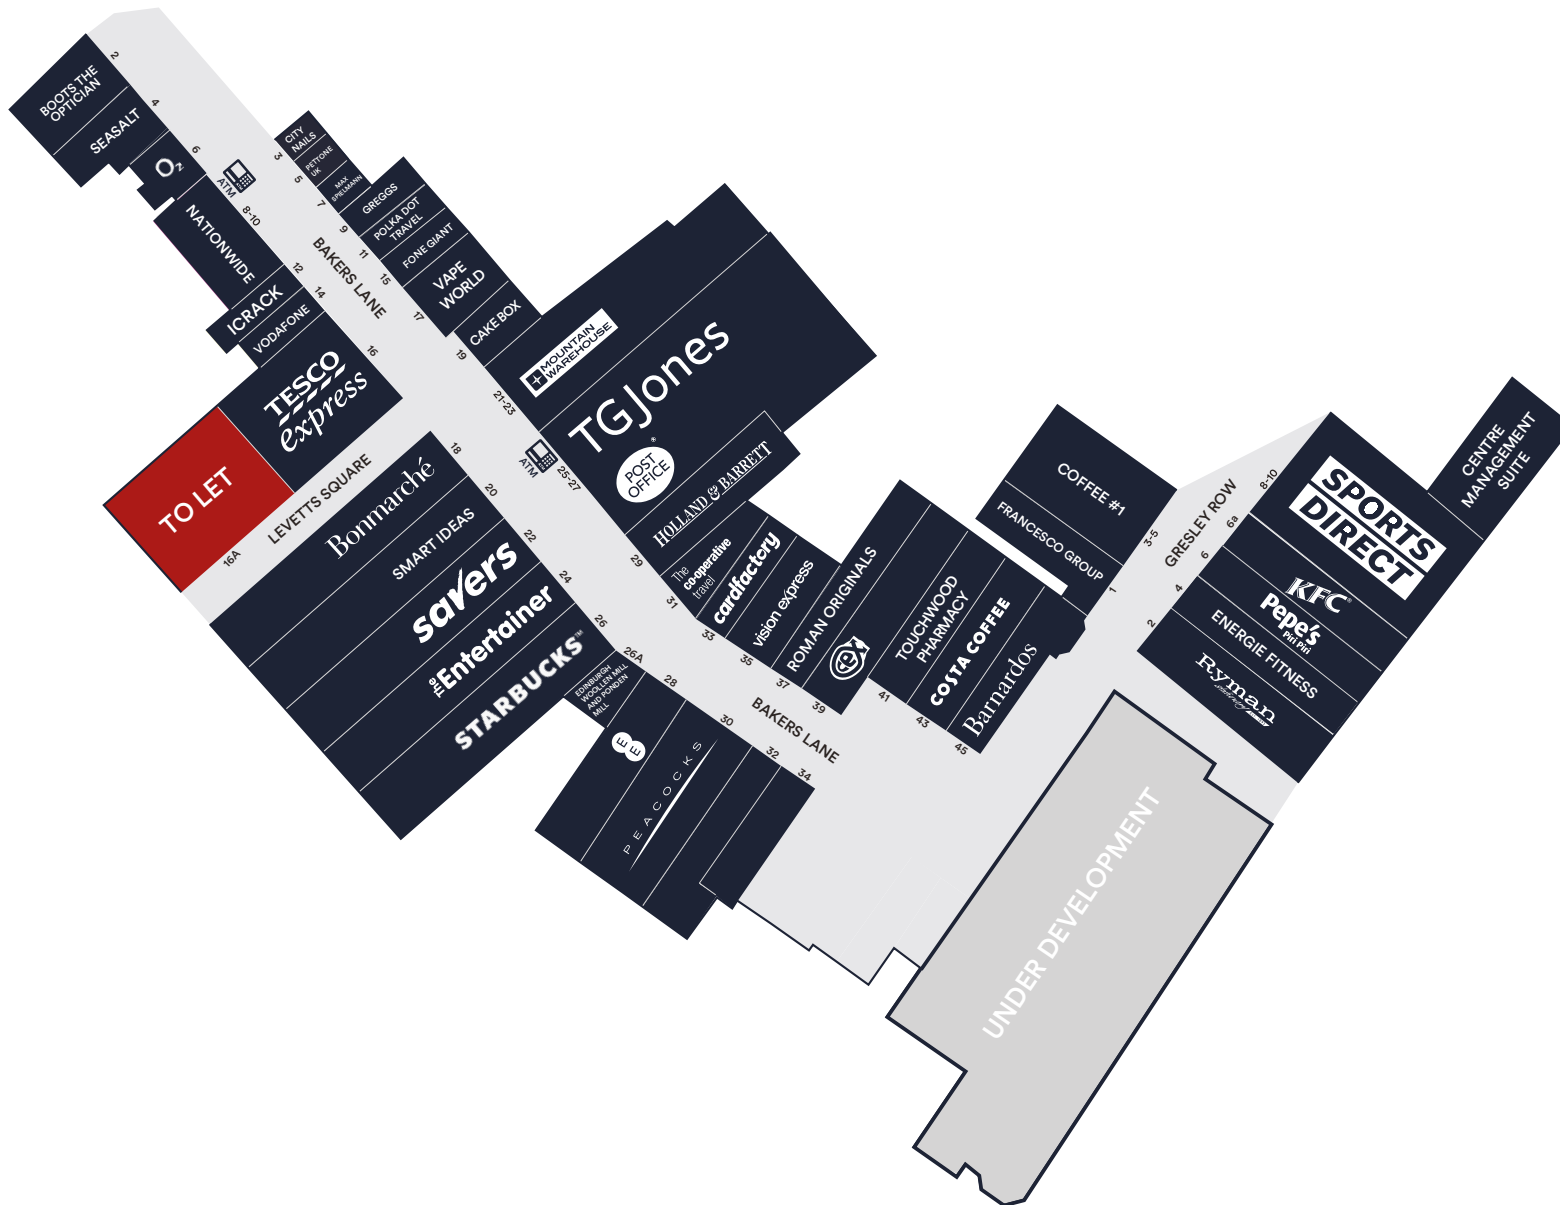 2
BOOTS THE
OPTICIAN
4
SEASALT
6
O2
ATM
8-10
NATIONWIDE
12
ICRACK
14
VODAFONE
16
TESCO
express
TO LET
16A
LEVETTS SQUARE
BAKERS LANE
3
CITY
NAILS
5
PETTONE
UK
7
MAX
SPIELMANN
9
GREGGS
11
POLKA DOT
TRAVEL
15
FONE GIANT
17
VAPE
WORLD
19
CAKE BOX
21-23
MOUNTAIN
WAREHOUSE
ATM
25-27
TGJones
POST
OFFICE
®
29
HOLLAND & BARRETT
31
The
co-operative
travel
33
cardfactory
35
vision express
37
ROMAN ORIGINALS
39
41
TOUCHWOOD
PHARMACY
43
COSTA COFFEE
45
Barnardos
18
Bonmarché
20
SMART IDEAS
22
savers
24
THE Entertainer
26
STARBUCKS™
26A
EDINBURGH
WOOLLEN MILL
AND PONDEN
MILL
28
EE
30
PEACOCKS
32
34
BAKERS LANE
COFFEE #1
3-5
FRANCESCO GROUP
1
GRESLEY ROW
8-10
SPORTS
DIRECT
6a
6
KFC®
Pepe's
Piri Piri
4
ENERGIE FITNESS
2
Ryman
CENTRE
MANAGEMENT
SUITE
UNDER DEVELOPMENT